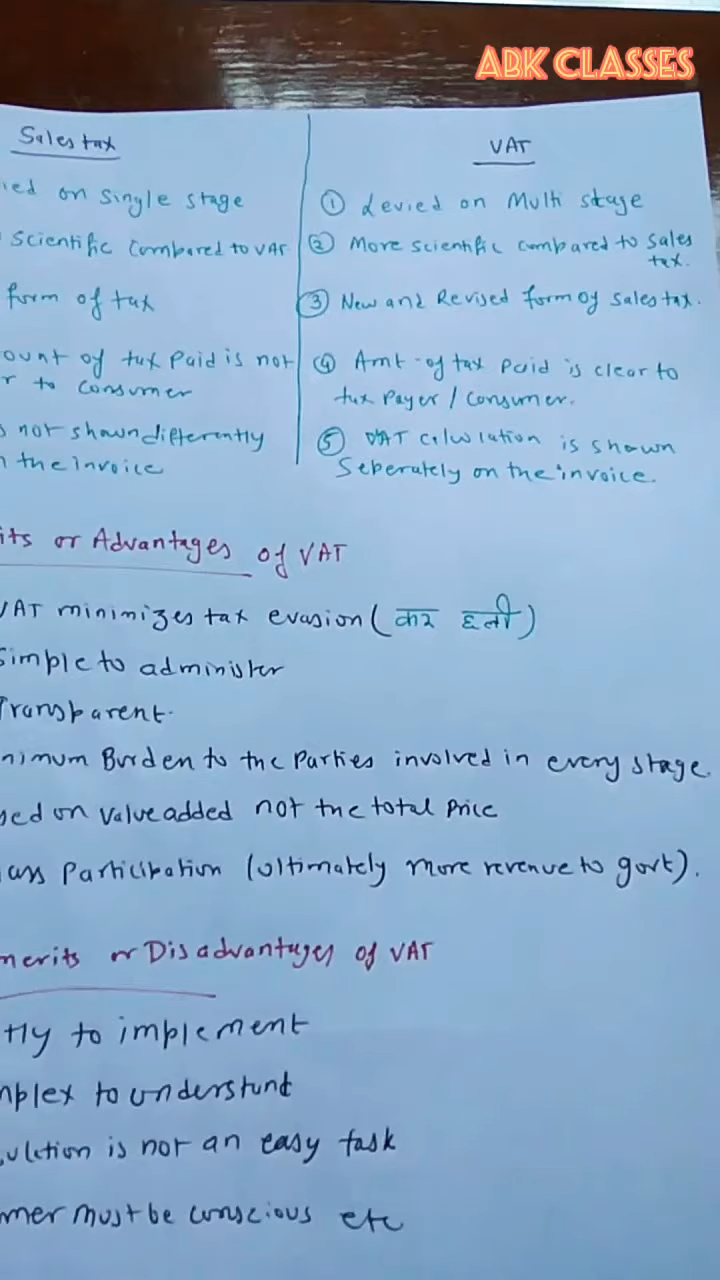 ABK CLASSES
Sales tax
ied on single stage
scientific combared to VAT
form of tax
ount of tax paid is not
r to consumer
s not shown differently
n the invoice
VAT
① Levied on Multi stage
② More scientific combared to sales
tax.
③ New and Revised form of sales tax.
④ Amt of tax paid is clear to
tax payer / consumer.
⑤ VAT calculation is shown
Seberately on the invoice.
its or Advantages of VAT
VAT minimizes tax evasion (कर छली)
Simple to administer
Transparent.
nimum Burden to the Parties involved in every stage.
sed on value added not the total price
ass Participation (ultimately more revenue to govt).
merits or Disadvantages of VAT
tly to implement
mplex to understand
ulation is not an easy task
umer must be conscious etc